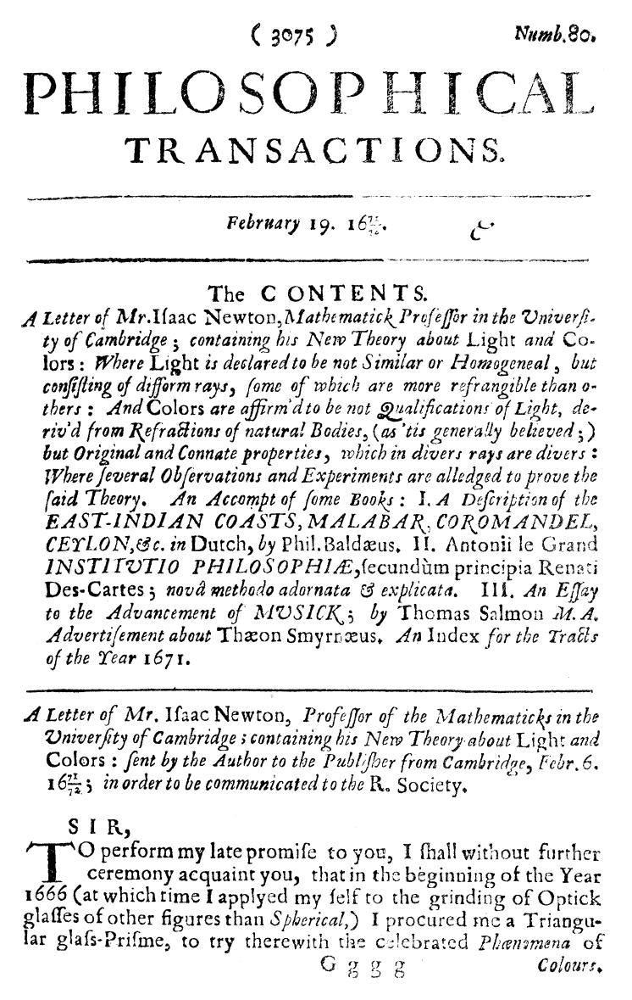 ( 3075 ) Numb.80.
PHILOSOPHICAL
TRANSACTIONS.
February 19. 16 71/72.
The CONTENTS.
A Letter of Mr. Iſaac Newton, Mathematick Profeſſor in the Univerſi-
ty of Cambridge ; containing his New Theory about Light and Co-
lors : Where Light is declared to be not Similar or Homogeneal, but
conſiſting of difform rays, ſome of which are more refrangible than o-
thers : And Colors are affirm'd to be not Qualifications of Light, de-
riv'd from Refractions of natural Bodies, (as 'tis generally believed ;)
but Original and Connate properties, which in divers rays are divers :
Where ſeveral Obſervations and Experiments are alledged to prove the
ſaid Theory. An Accompt of ſome Books : I. A Deſcription of the
EAST-INDIAN COASTS, MALABAR, COROMANDEL,
CEYLON, &c. in Dutch, by Phil. Baldæus. II. Antonii le Grand
INSTITVTIO PHILOSOPHIÆ, ſecundùm principia Renati
Des-Cartes ; novâ methodo adornata & explicata. III. An Eſſay
to the Advancement of MVSICK ; by Thomas Salmon M. A.
Advertiſement about Thæon Smyrnæus. An Index for the Tracts
of the Year 1671.
A Letter of Mr. Iſaac Newton, Profeſſor of the Mathematicks in the
Univerſity of Cambridge ; containing his New Theory about Light and
Colors : ſent by the Author to the Publiſher from Cambridge, Febr. 6.
16 71/72 ; in order to be communicated to the R. Society.
SIR,
TO perform my late promiſe to you, I ſhall without further
ceremony acquaint you, that in the beginning of the Year
1666 (at which time I applyed my ſelf to the grinding of Optick
glaſſes of other figures than Spherical,) I procured me a Triangu-
lar glaſs-Priſme, to try therewith the celebrated Phænomena of
G g g g Colours.